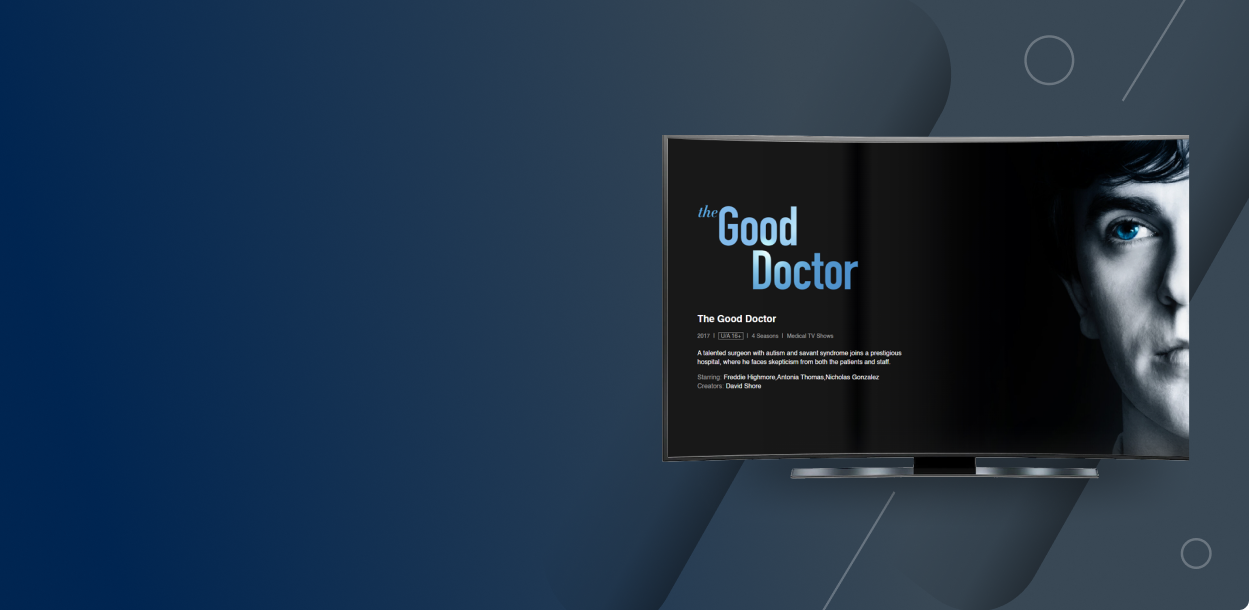 the Good
Doctor
The Good Doctor
2017 | U/A 16+ | 4 Seasons | Medical TV Shows
A talented surgeon with autism and savant syndrome joins a prestigious
hospital, where he faces skepticism from both the patients and staff.
Starring Freddie Highmore,Antonia Thomas,Nicholas Gonzalez
Creators David Shore